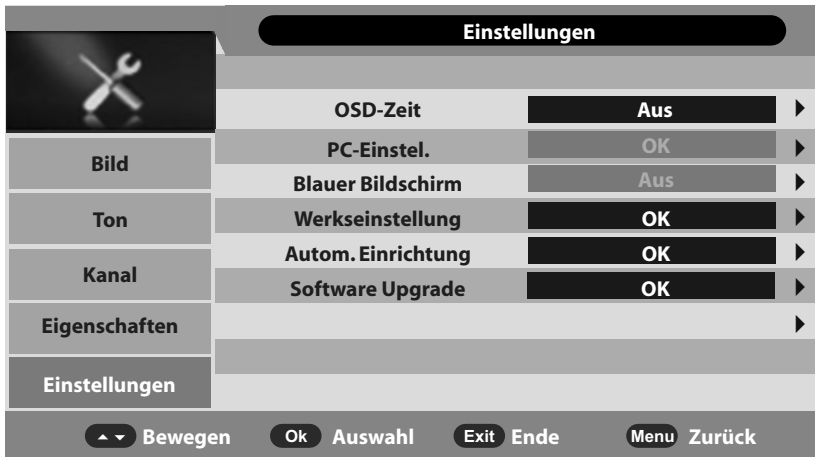 Einstellungen
OSD-Zeit Aus
PC-Einstel. OK
Blauer Bildschirm Aus
Werkseinstellung OK
Autom. Einrichtung OK
Software Upgrade OK
Bild
Ton
Kanal
Eigenschaften
Einstellungen
Bewegen Ok Auswahl Exit Ende Menu Zurück